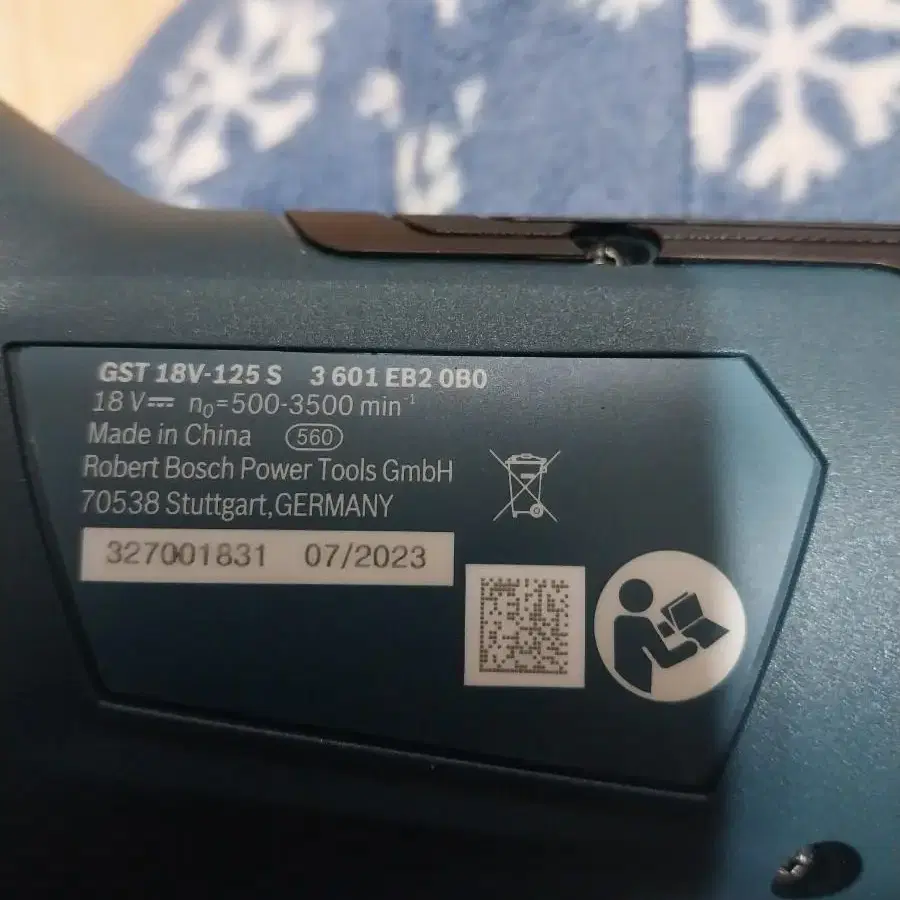 GST 18V-125 S 3 601 EB2 0B0
18 V⎓ n₀=500-3500 min⁻¹
Made in China 560
Robert Bosch Power Tools GmbH
70538 Stuttgart, GERMANY
327001831 07/2023